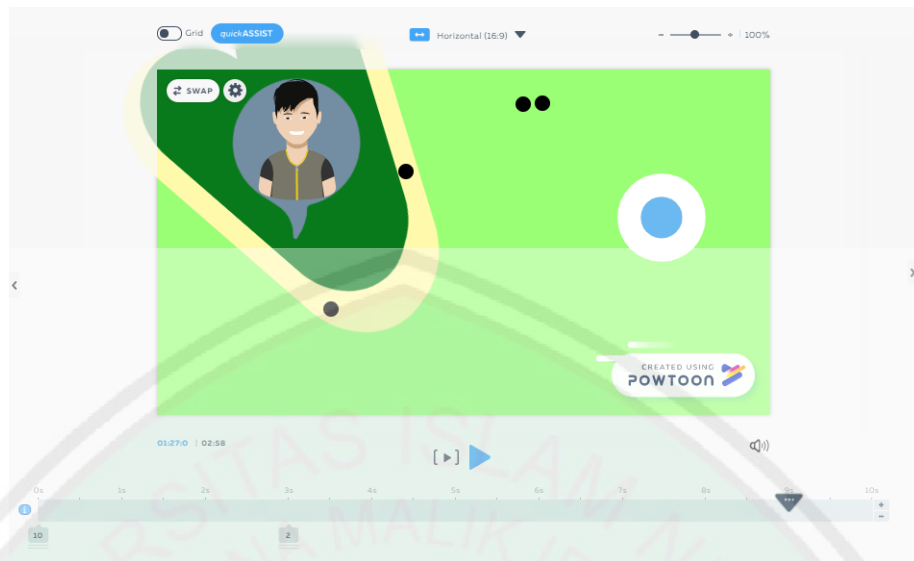 Grid quickASSIST Horizontal (16:9) - + 100%
SWAP
CREATED USING
POWTOON
01:27:0 | 02:58
0s 1s 2s 3s 4s 5s 6s 7s 8s 9s 10s
10 2